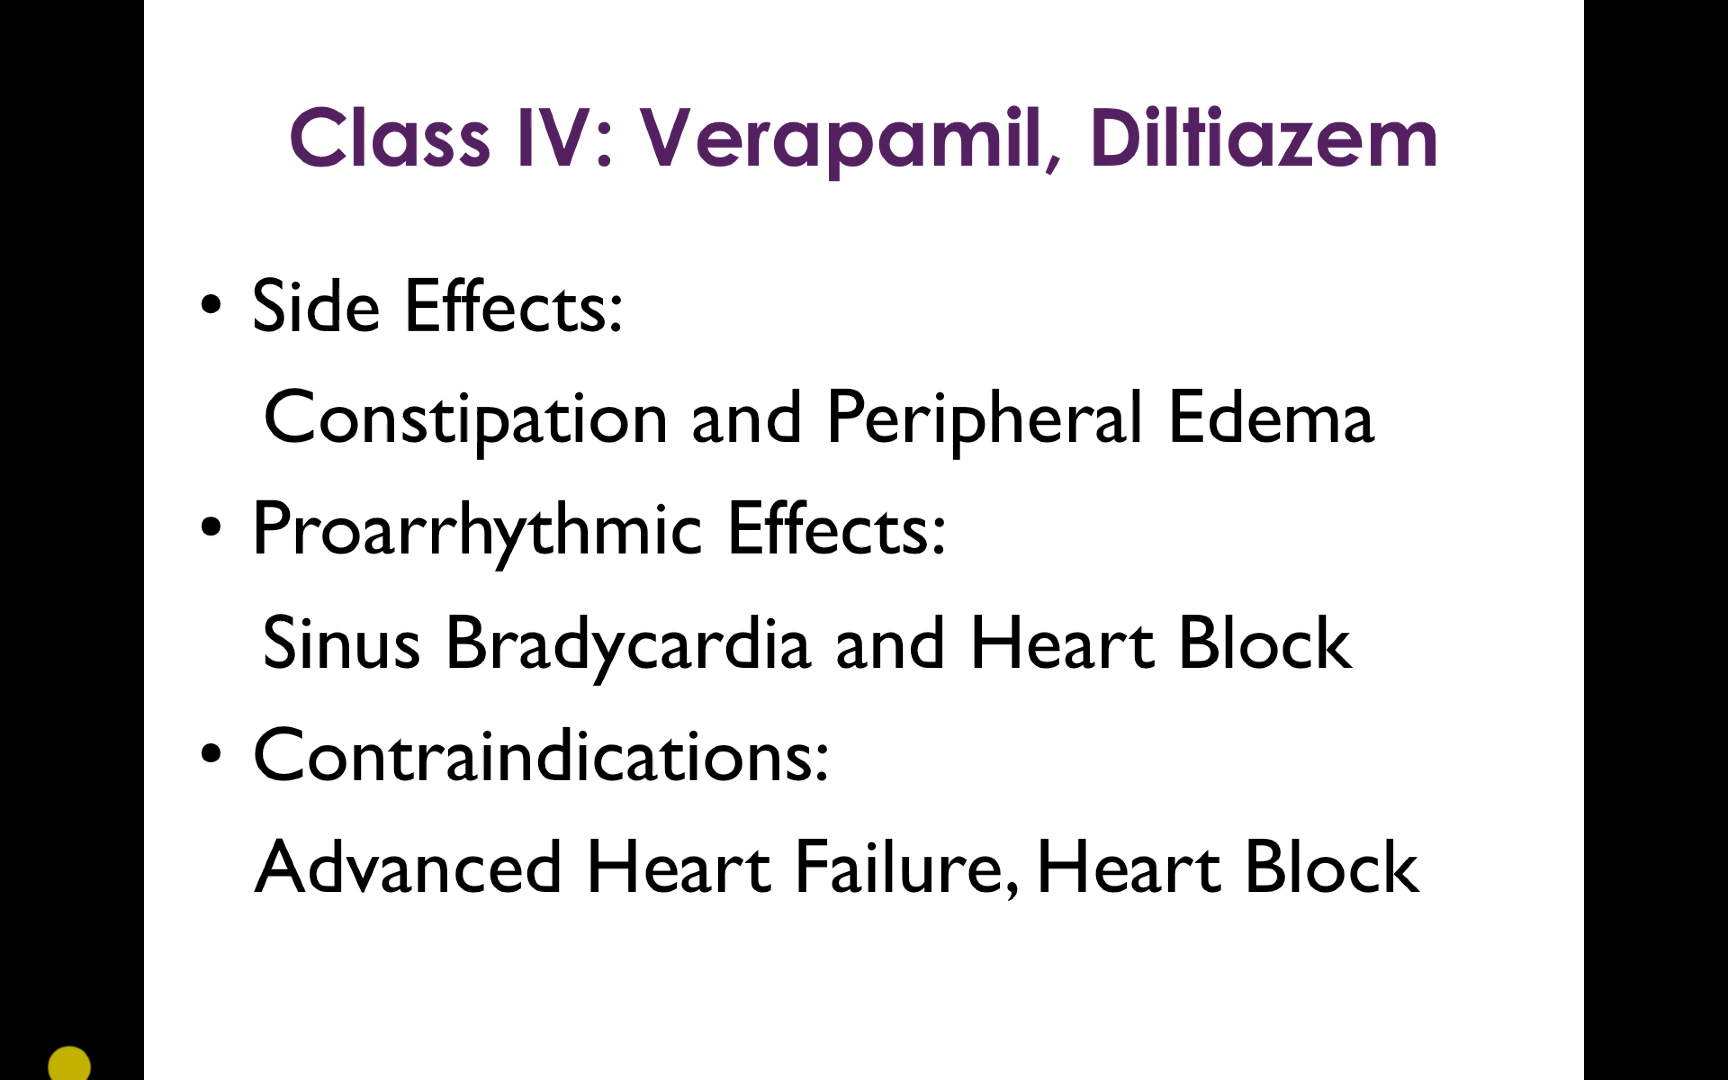 Class IV: Verapamil, Diltiazem
• Side Effects:
Constipation and Peripheral Edema
• Proarrhythmic Effects:
Sinus Bradycardia and Heart Block
• Contraindications:
Advanced Heart Failure, Heart Block